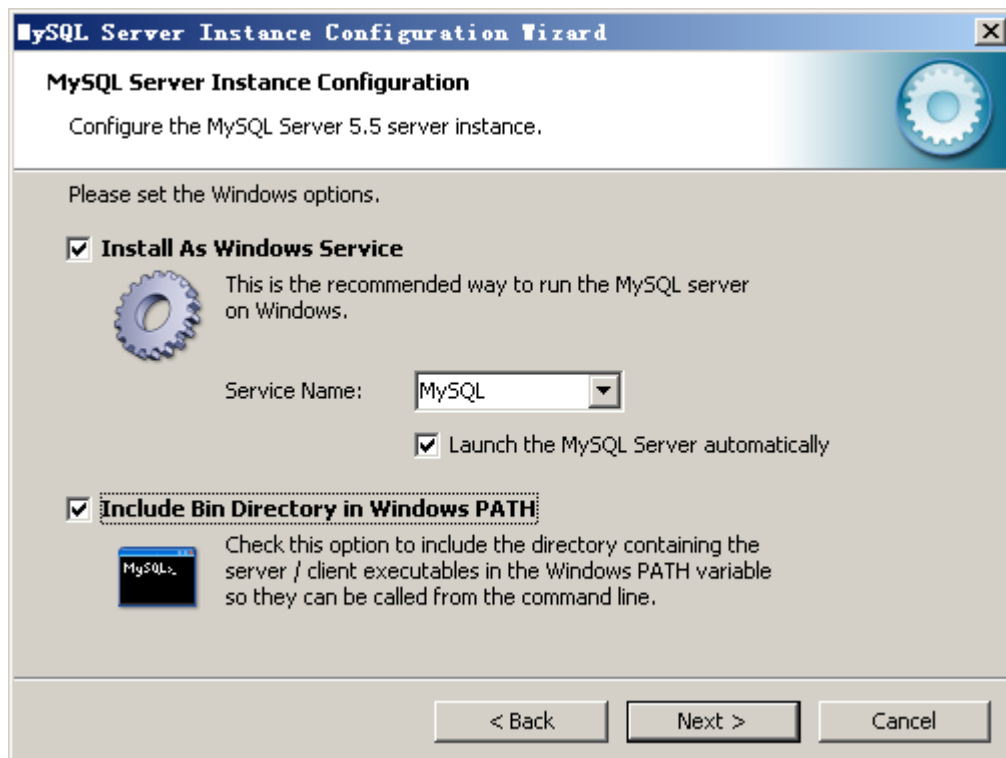 MySQL Server Instance Configuration Wizard
MySQL Server Instance Configuration
Configure the MySQL Server 5.5 server instance.
Please set the Windows options.
Install As Windows Service
This is the recommended way to run the MySQL server
on Windows.
Service Name:
MySQL
Launch the MySQL Server automatically
Include Bin Directory in Windows PATH
Check this option to include the directory containing the
server / client executables in the Windows PATH variable
so they can be called from the command line.
MySQL>_
< Back
Next >
Cancel